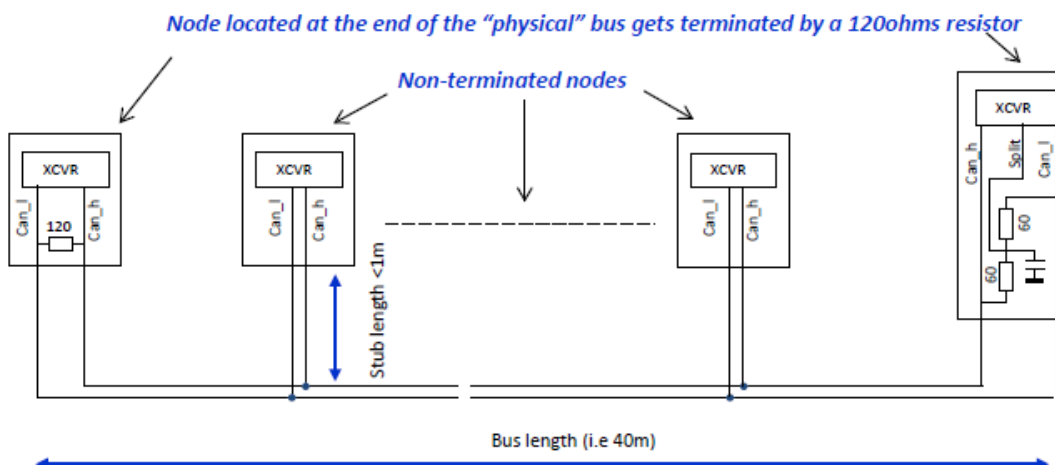 Node located at the end of the “physical” bus gets terminated by a 120ohms resistor
Non-terminated nodes
XCVR
Can_l
120
Can_h
XCVR
Can_l
Can_h
Stub length <1m
XCVR
Can_l
Can_h
XCVR
Can_h
Split
Can_l
60
60
Bus length (i.e 40m)